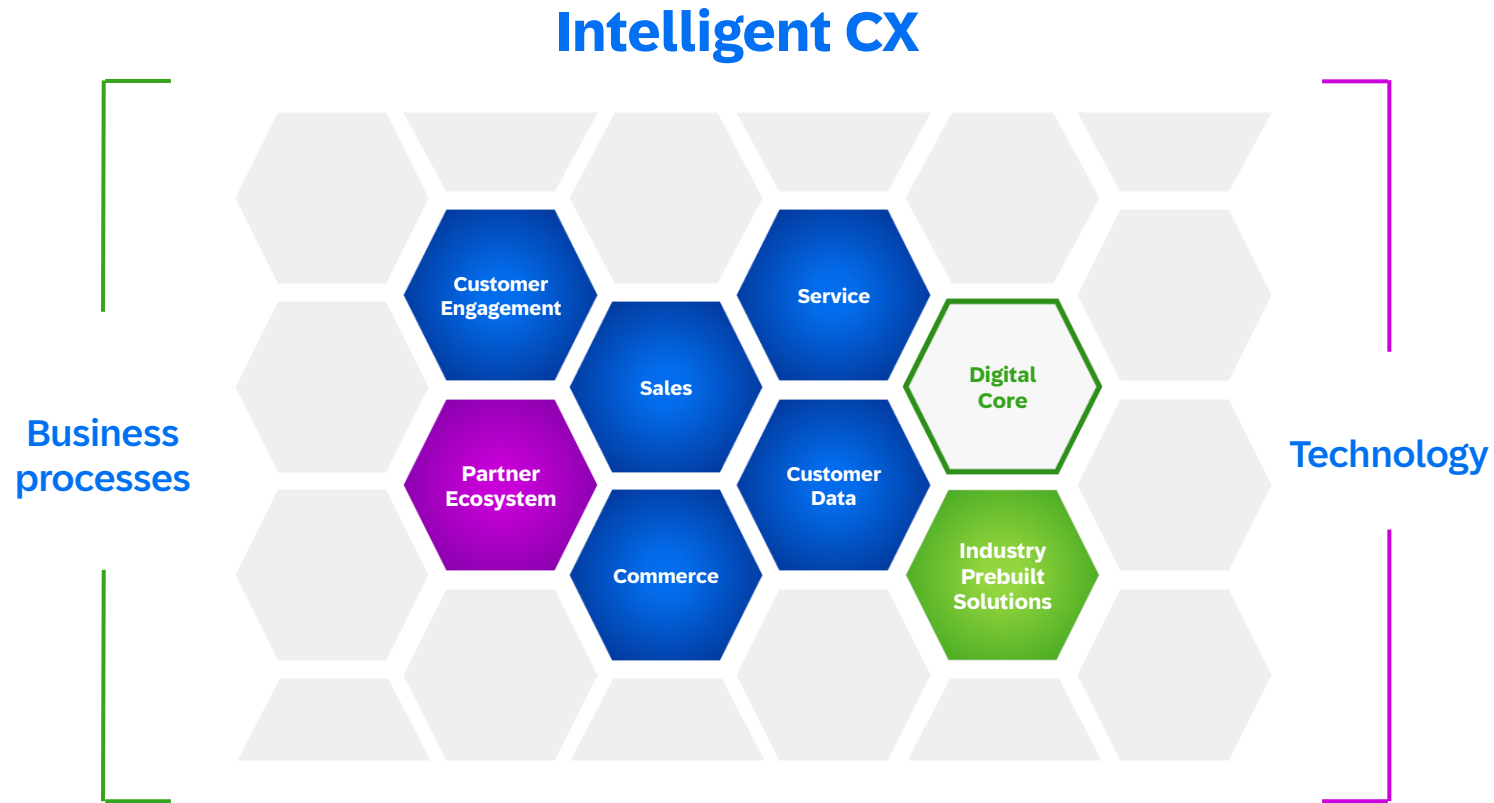 Intelligent CX
Business
processes
Customer
Engagement
Service
Sales
Digital
Core
Partner
Ecosystem
Customer
Data
Commerce
Industry
Prebuilt
Solutions
Technology